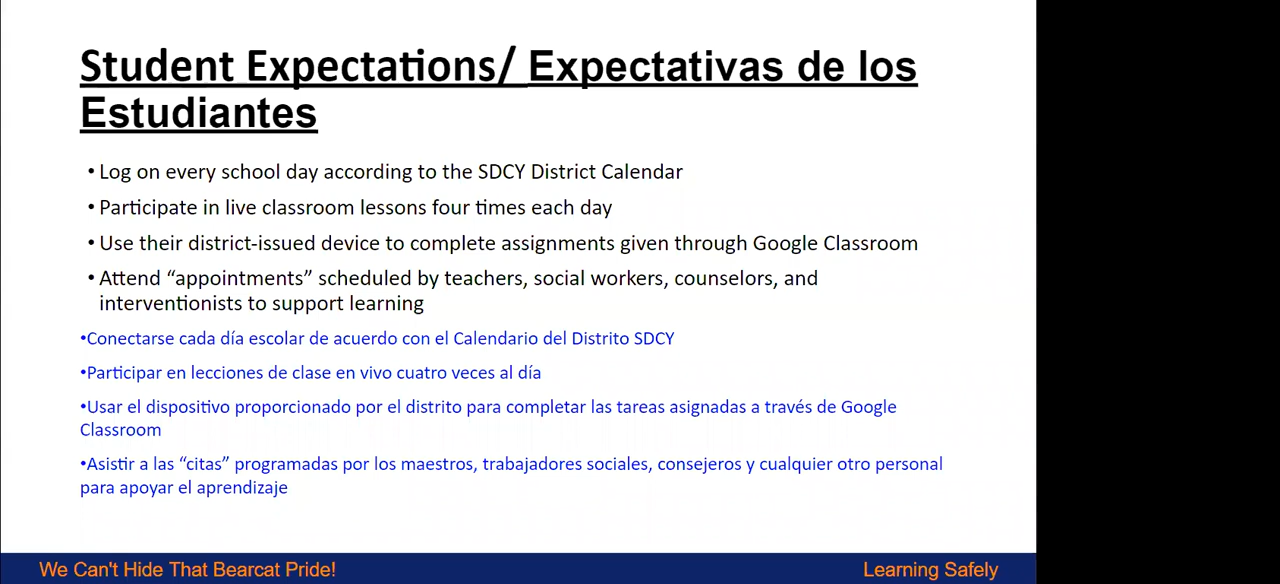 Student Expectations/ Expectativas de los
Estudiantes
• Log on every school day according to the SDCY District Calendar
• Participate in live classroom lessons four times each day
• Use their district-issued device to complete assignments given through Google Classroom
• Attend “appointments” scheduled by teachers, social workers, counselors, and
interventionists to support learning
•Conectarse cada día escolar de acuerdo con el Calendario del Distrito SDCY
•Participar en lecciones de clase en vivo cuatro veces al día
•Usar el dispositivo proporcionado por el distrito para completar las tareas asignadas a través de Google
Classroom
•Asistir a las “citas” programadas por los maestros, trabajadores sociales, consejeros y cualquier otro personal
para apoyar el aprendizaje
We Can't Hide That Bearcat Pride!
Learning Safely